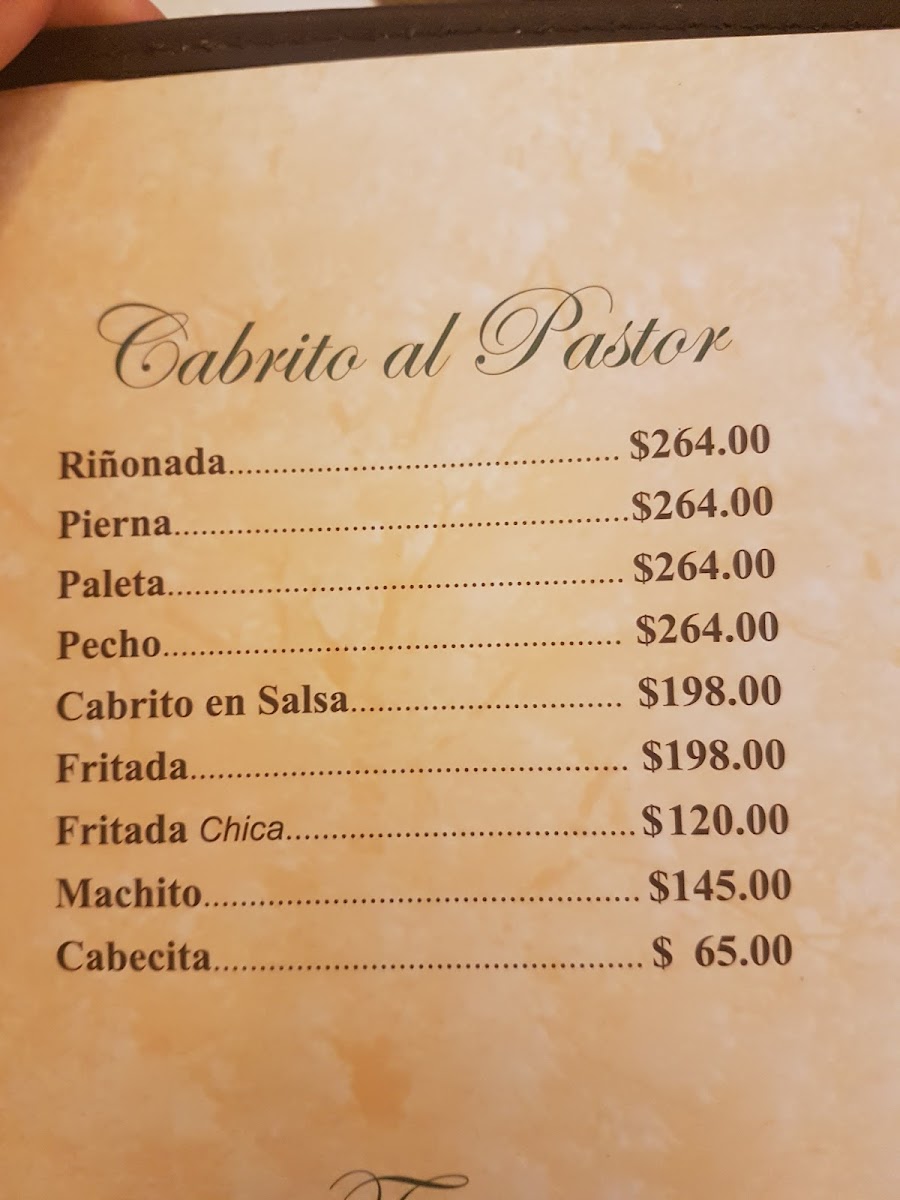 Cabrito al Pastor
Riñonada............................................ $264.00
Pierna..................................................$264.00
Paleta.................................................. $264.00
Pecho.................................................. $264.00
Cabrito en Salsa.............................. $198.00
Fritada................................................ $198.00
Fritada Chica......................................$120.00
Machito............................................... $145.00
Cabecita.............................................. $ 65.00